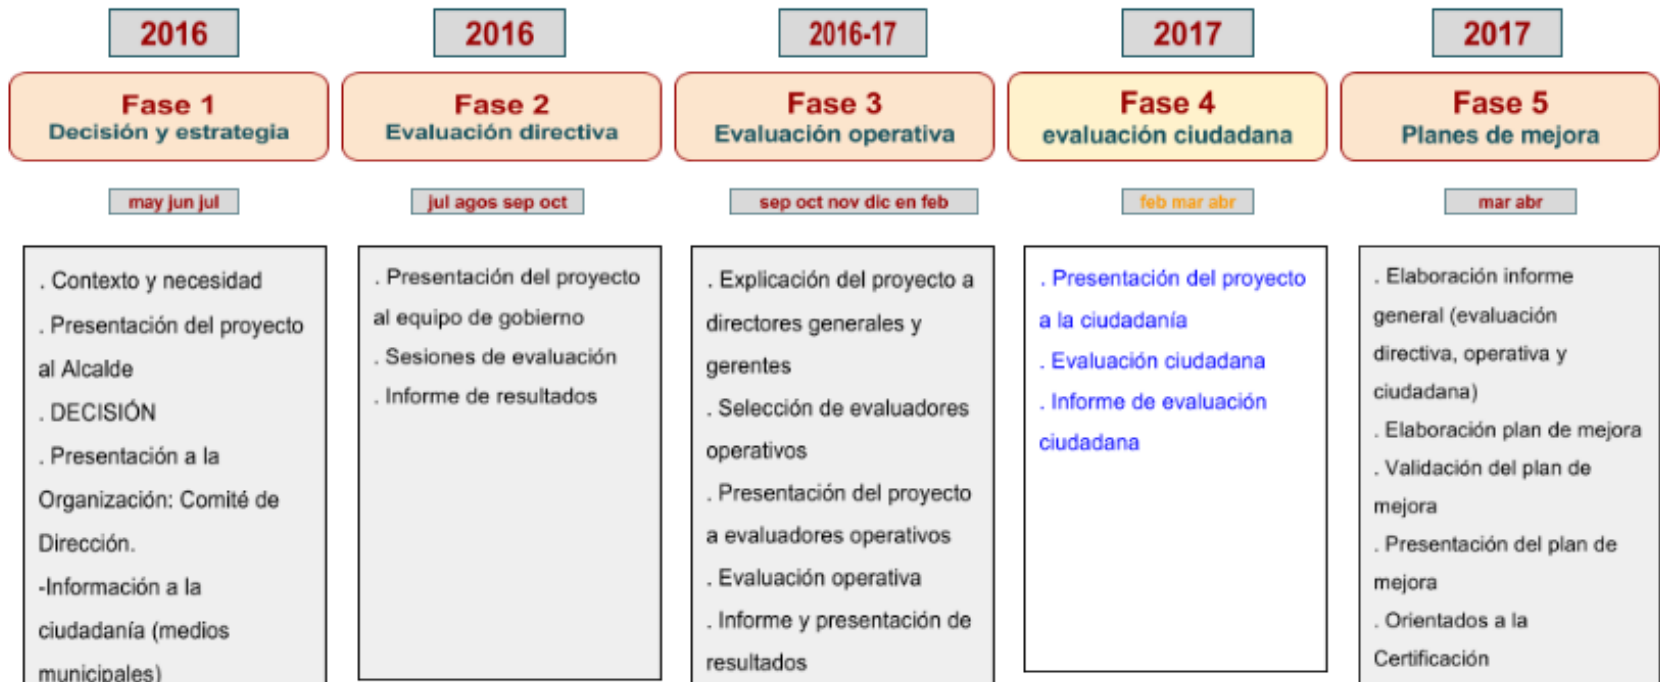 2016
2016
2016-17
2017
2017
Fase 1
Decisión y estrategia
Fase 2
Evaluación directiva
Fase 3
Evaluación operativa
Fase 4
evaluación ciudadana
Fase 5
Planes de mejora
may jun jul
jul agos sep oct
sep oct nov dic en feb
feb mar abr
mar abr
. Contexto y necesidad
. Presentación del proyecto
al Alcalde
. DECISIÓN
. Presentación a la
Organización: Comité de
Dirección.
-Información a la
ciudadanía (medios
municipales)
. Presentación del proyecto
al equipo de gobierno
. Sesiones de evaluación
. Informe de resultados
. Explicación del proyecto a
directores generales y
gerentes
. Selección de evaluadores
operativos
. Presentación del proyecto
a evaluadores operativos
. Evaluación operativa
. Informe y presentación de
resultados
. Presentación del proyecto
a la ciudadanía
. Evaluación ciudadana
. Informe de evaluación
ciudadana
. Elaboración informe
general (evaluación
directiva, operativa y
ciudadana)
. Elaboración plan de mejora
. Validación del plan de
mejora
. Presentación del plan de
mejora
. Orientados a la
Certificación